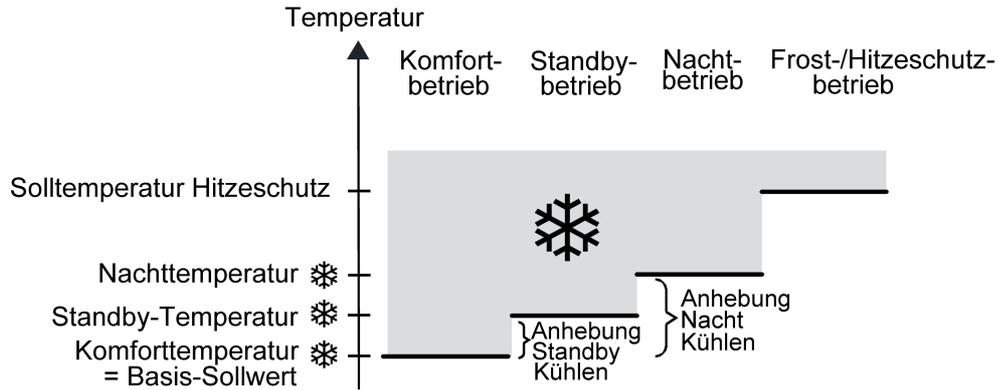 Temperatur
Komfort-
betrieb
Standby-
betrieb
Nacht-
betrieb
Frost-/Hitzeschutz-
betrieb
Solltemperatur Hitzeschutz
Nachttemperatur
Standby-Temperatur
Komforttemperatur
= Basis-Sollwert
Anhebung
Standby
Kühlen
Anhebung
Nacht
Kühlen